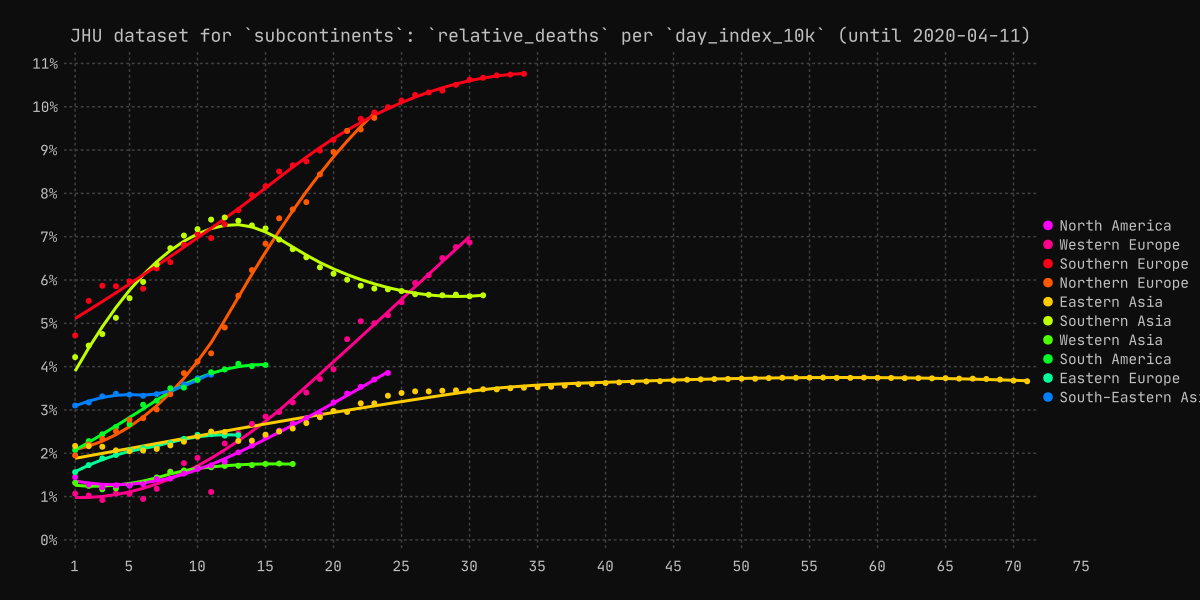 JHU dataset for `subcontinents`: `relative_deaths` per `day_index_10k` (until 2020-04-11)
11%
10%
9%
8%
7%
6%
5%
4%
3%
2%
1%
0%
1 5 10 15 20 25 30 35 40 45 50 55 60 65 70 75
North America
Western Europe
Southern Europe
Northern Europe
Eastern Asia
Southern Asia
Western Asia
South America
Eastern Europe
South-Eastern Asi